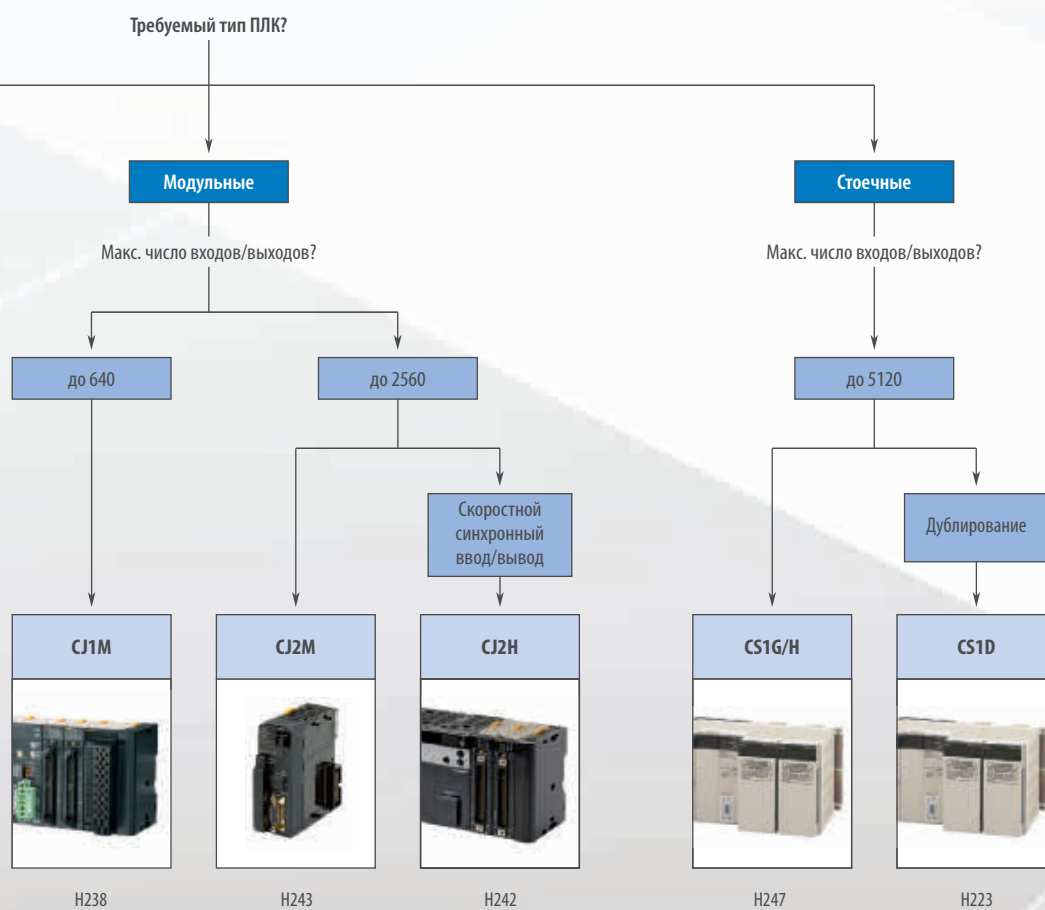 Требуемый тип ПЛК?
Модульные
Стоечные
Макс. число входов/выходов?
Макс. число входов/выходов?
до 640
до 2560
до 5120
Скоростной
синхронный
ввод/вывод
Дублирование
CJ1M
CJ2M
CJ2H
CS1G/H
CS1D
H238
H243
H242
H247
H223